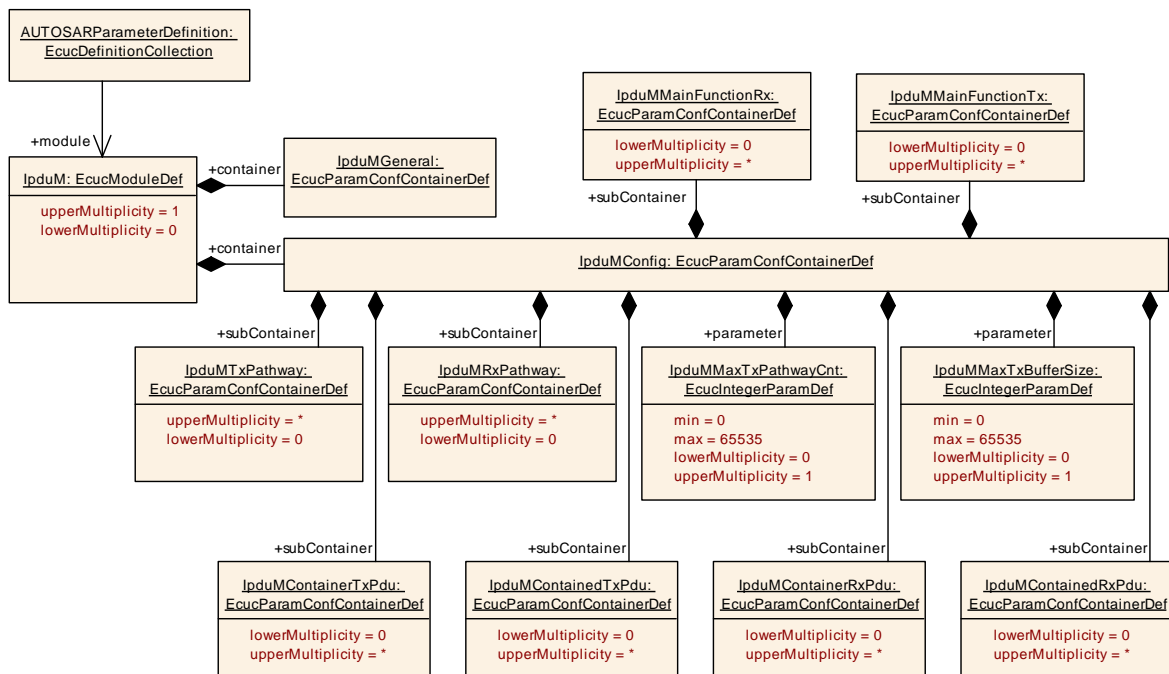 AUTOSARParameterDefinition:
EcucDefinitionCollection
+module
IpduM: EcucModuleDef
upperMultiplicity = 1
lowerMultiplicity = 0
+container
IpduMGeneral:
EcucParamConfContainerDef
+container
IpduMMainFunctionRx:
EcucParamConfContainerDef
lowerMultiplicity = 0
upperMultiplicity = *
+subContainer
IpduMMainFunctionTx:
EcucParamConfContainerDef
lowerMultiplicity = 0
upperMultiplicity = *
+subContainer
IpduMConfig: EcucParamConfContainerDef
+subContainer
IpduMTxPathway:
EcucParamConfContainerDef
upperMultiplicity = *
lowerMultiplicity = 0
+subContainer
IpduMRxPathway:
EcucParamConfContainerDef
upperMultiplicity = *
lowerMultiplicity = 0
+parameter
IpduMMaxTxPathwayCnt:
EcucIntegerParamDef
min = 0
max = 65535
lowerMultiplicity = 0
upperMultiplicity = 1
+parameter
IpduMMaxTxBufferSize:
EcucIntegerParamDef
min = 0
max = 65535
lowerMultiplicity = 0
upperMultiplicity = 1
+subContainer
IpduMContainerTxPdu:
EcucParamConfContainerDef
lowerMultiplicity = 0
upperMultiplicity = *
+subContainer
IpduMContainedTxPdu:
EcucParamConfContainerDef
lowerMultiplicity = 0
upperMultiplicity = *
+subContainer
IpduMContainerRxPdu:
EcucParamConfContainerDef
lowerMultiplicity = 0
upperMultiplicity = *
+subContainer
IpduMContainedRxPdu:
EcucParamConfContainerDef
lowerMultiplicity = 0
upperMultiplicity = *